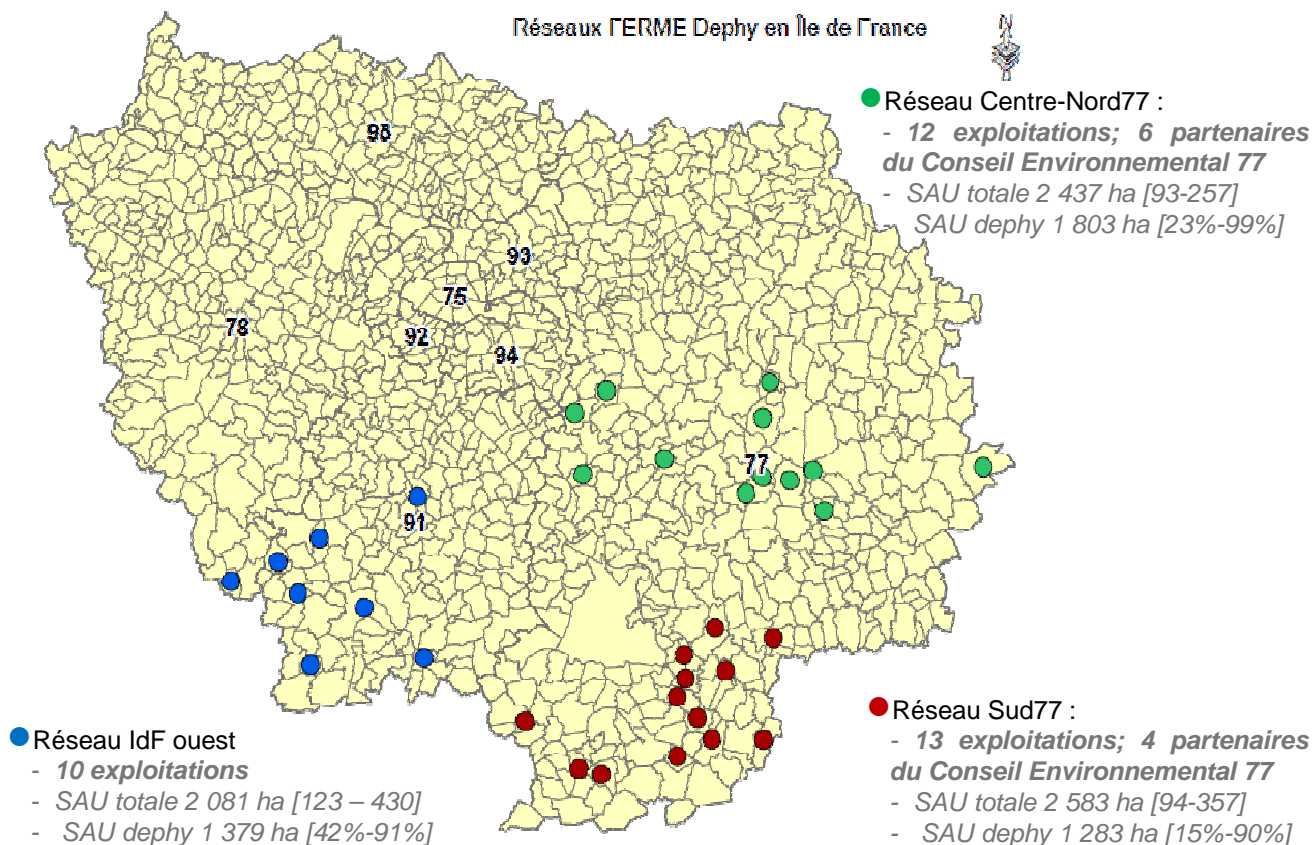 Réseaux FERME Dephy en Île de France
N
Réseau Centre-Nord77 :
- 12 exploitations; 6 partenaires
du Conseil Environnemental 77
- SAU totale 2 437 ha [93-257]
SAU dephy 1 803 ha [23%-99%]
95
93
75
78
92
94
77
91
Réseau IdF ouest
- 10 exploitations
- SAU totale 2 081 ha [123 – 430]
- SAU dephy 1 379 ha [42%-91%]
Réseau Sud77 :
- 13 exploitations; 4 partenaires
du Conseil Environnemental 77
- SAU totale 2 583 ha [94-357]
- SAU dephy 1 283 ha [15%-90%]